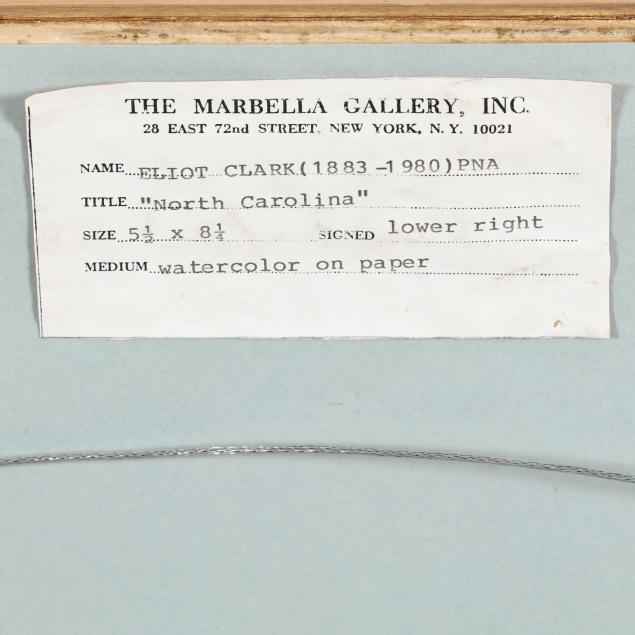 THE MARBELLA GALLERY, INC.
28 EAST 72nd STREET, NEW YORK, N. Y. 10021
NAME ELIOT CLARK(1883-1980)PNA
TITLE "North Carolina"
SIZE 5½ x 8¼ SIGNED lower right
MEDIUM watercolor on paper